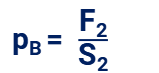 p_B = F_2 / S_2